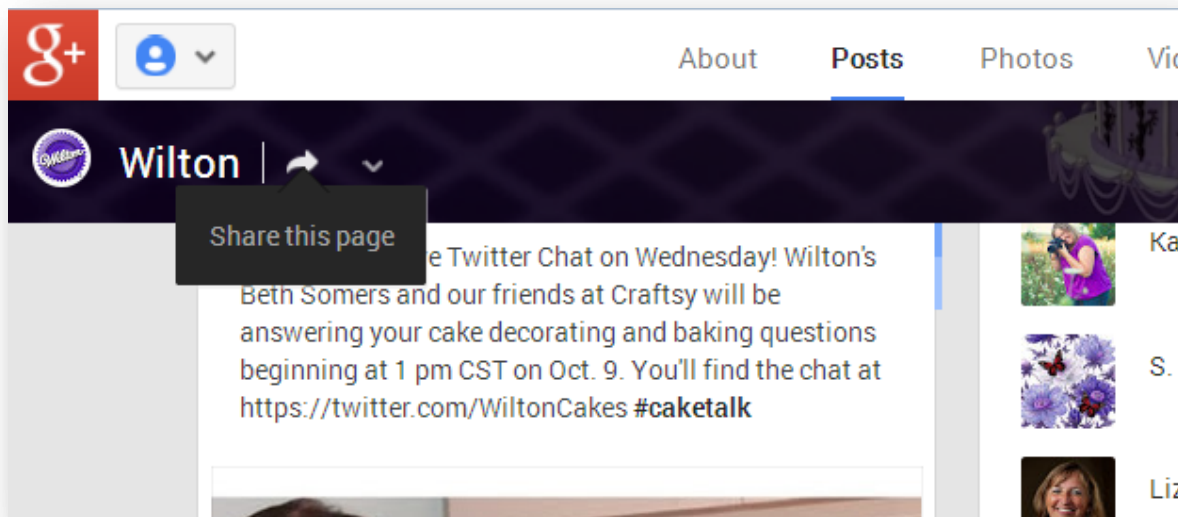 g+
About Posts Photos
Wilton Wilton
Share this page
Twitter Chat on Wednesday! Wilton's
Beth Somers and our friends at Craftsy will be
answering your cake decorating and baking questions
beginning at 1 pm CST on Oct. 9. You'll find the chat at
https://twitter.com/WiltonCakes #caketalk
Ka
S.
Liz